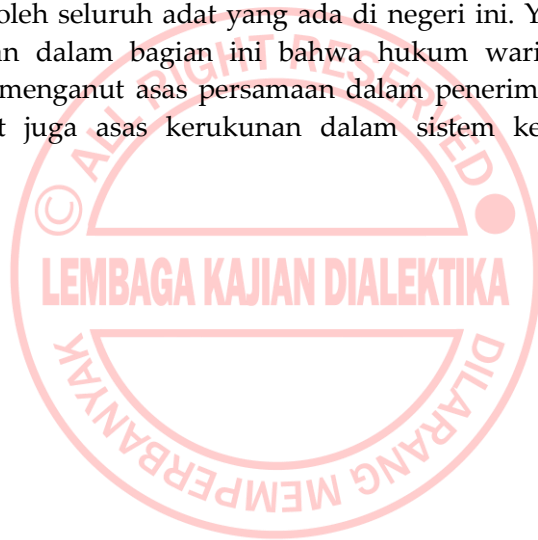 oleh seluruh adat yang ada di negeri ini. Y
an dalam bagian ini bahwa hukum wari
menganut asas persamaan dalam penerim
t juga asas kerukunan dalam sistem ke
© ALL RIGHT RESERVED
LEMBAGA KAJIAN DIALEKTIKA
DILARANG MEMPERBANYAK